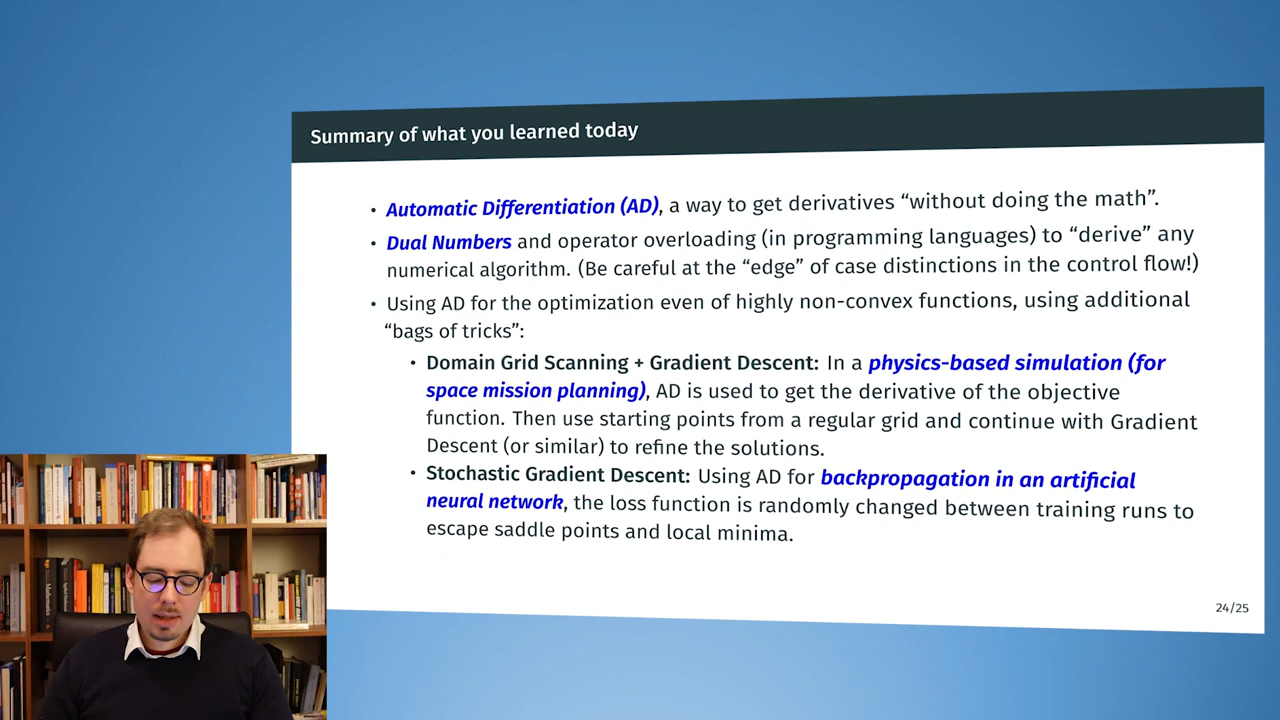 Summary of what you learned today
• Automatic Differentiation (AD), a way to get derivatives “without doing the math”.
• Dual Numbers and operator overloading (in programming languages) to “derive” any
numerical algorithm. (Be careful at the “edge” of case distinctions in the control flow!)
• Using AD for the optimization even of highly non-convex functions, using additional
“bags of tricks”:
• Domain Grid Scanning + Gradient Descent: In a physics-based simulation (for
space mission planning), AD is used to get the derivative of the objective
function. Then use starting points from a regular grid and continue with Gradient
Descent (or similar) to refine the solutions.
• Stochastic Gradient Descent: Using AD for backpropagation in an artificial
neural network, the loss function is randomly changed between training runs to
escape saddle points and local minima.
24/25